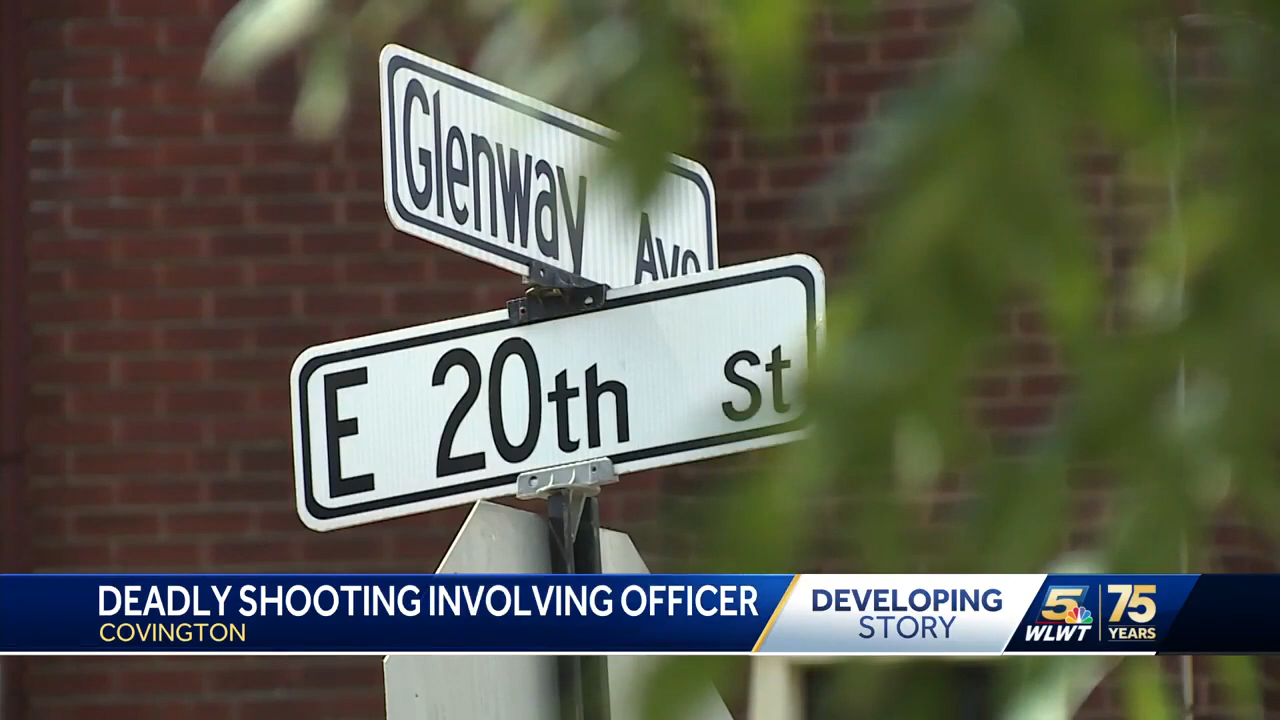 Glenway Ave
E 20th St
DEADLY SHOOTING INVOLVING OFFICER
COVINGTON
DEVELOPING
STORY
5
WLWT
75
YEARS